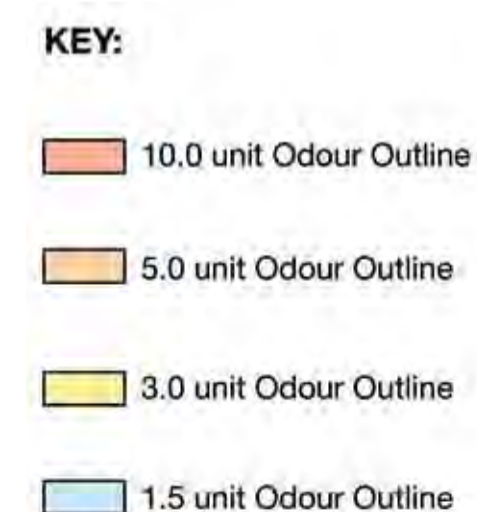 KEY:
10.0 unit Odour Outline
5.0 unit Odour Outline
3.0 unit Odour Outline
1.5 unit Odour Outline